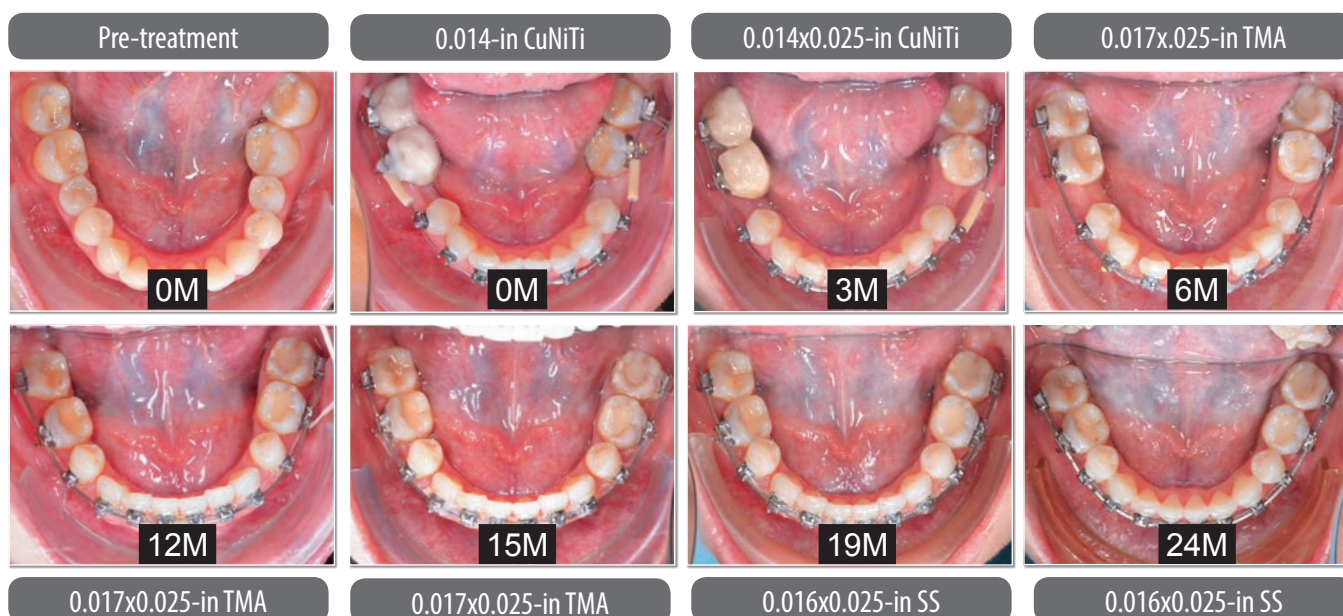 Pre-treatment
0.014-in CuNiTi
0.014x0.025-in CuNiTi
0.017x.025-in TMA
0M
0M
3M
6M
12M
15M
19M
24M
0.017x0.025-in TMA
0.017x0.025-in TMA
0.016x0.025-in SS
0.016x0.025-in SS